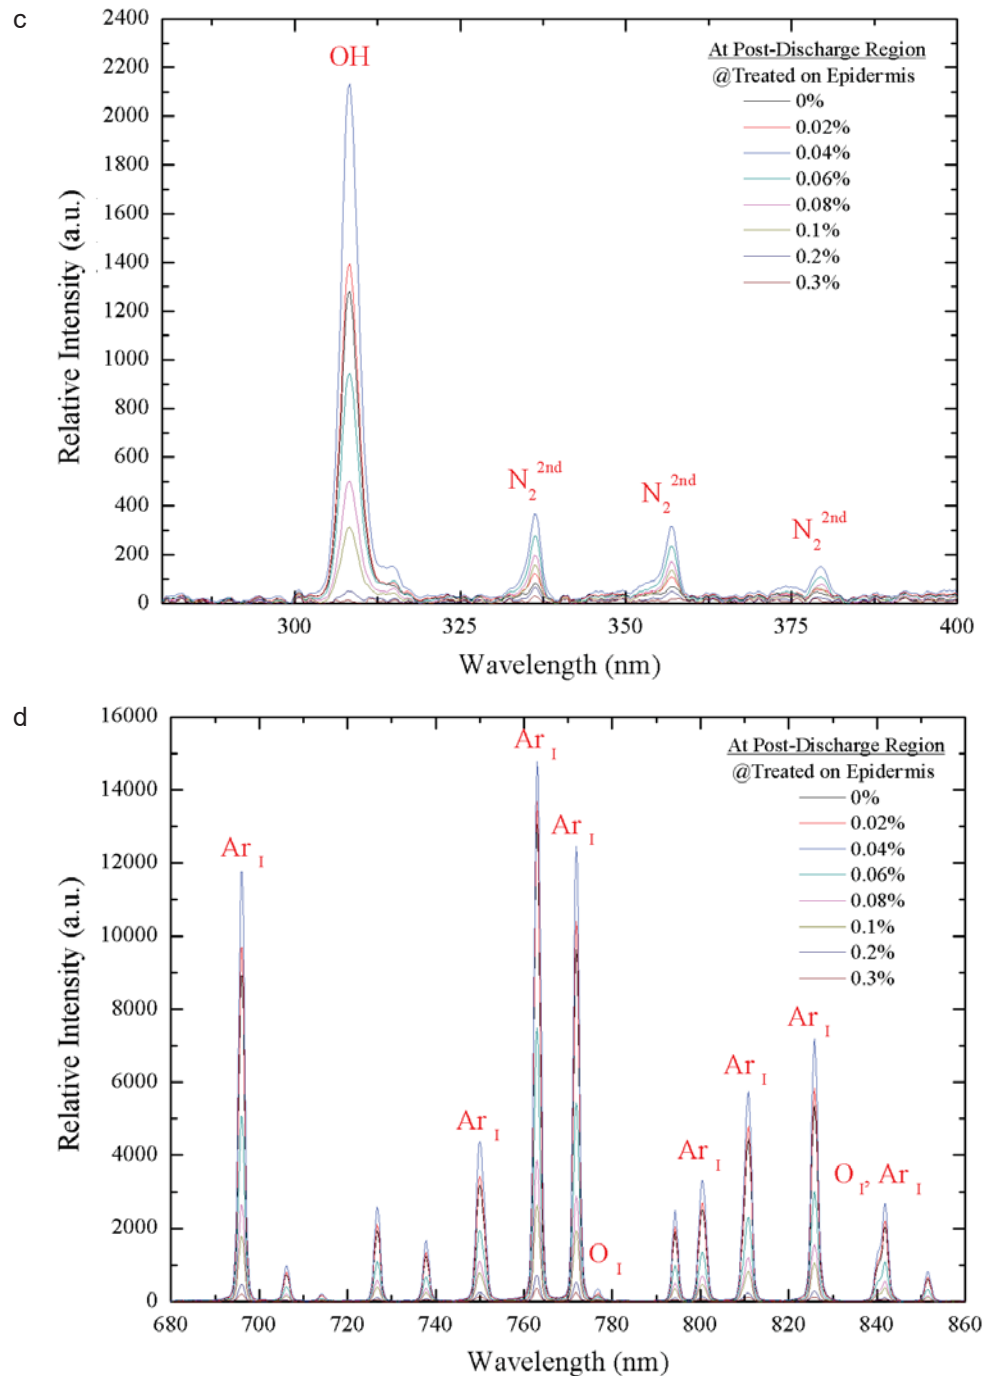 c
2400
2200
2000
1800
1600
1400
1200
1000
800
600
400
200
0
Relative Intensity (a.u.)
OH
N2 2nd
N2 2nd
N2 2nd
At Post-Discharge Region
@Treated on Epidermis
0%
0.02%
0.04%
0.06%
0.08%
0.1%
0.2%
0.3%
300 325 350 375 400
Wavelength (nm)
d
16000
14000
12000
10000
8000
6000
4000
2000
0
Relative Intensity (a.u.)
Ar I
Ar I
Ar I
Ar I
O I
Ar I
Ar I
Ar I
O I, Ar I
At Post-Discharge Region
@Treated on Epidermis
0%
0.02%
0.04%
0.06%
0.08%
0.1%
0.2%
0.3%
680 700 720 740 760 780 800 820 840 860
Wavelength (nm)